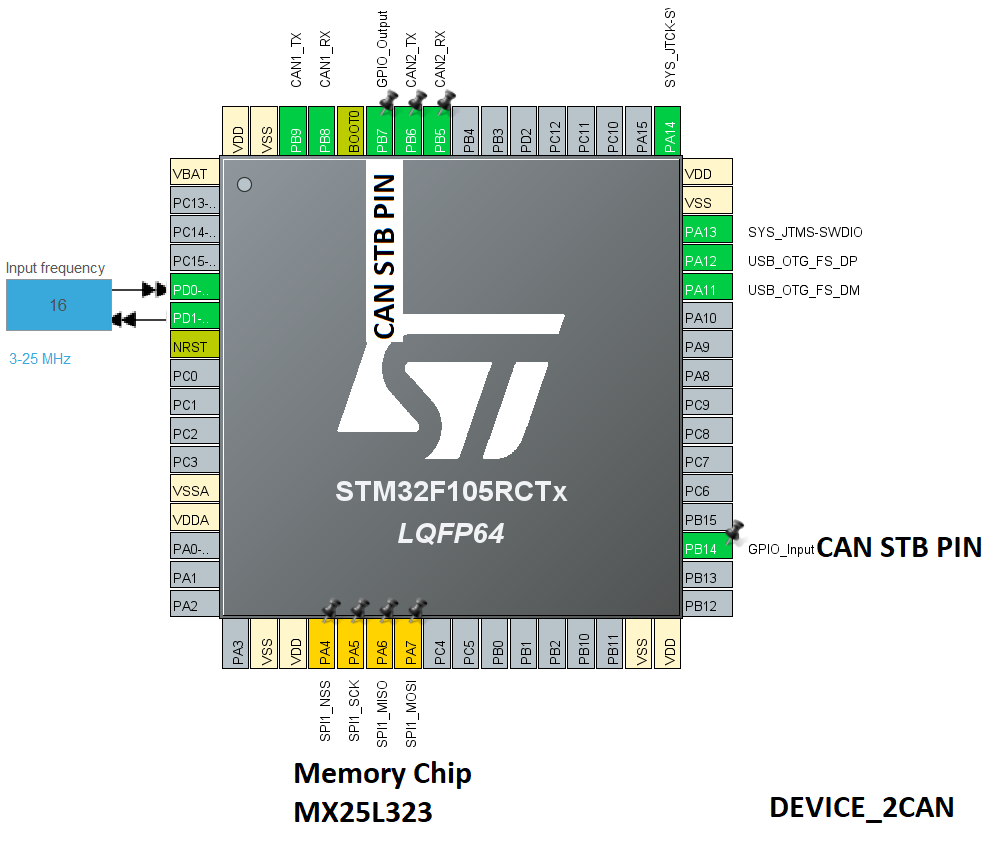 CAN1_TX
CAN1_RX
GPIO_Output
CAN2_TX
CAN2_RX
SYS_JTCK-S
VDD
VSS
PB9
PB8
BOOT0
PB7
PB6
PB5
PB4
PB3
PD2
PC12
PC11
PC10
PA15
PA14
VBAT
PC13-..
PC14-..
PC15-..
PD0-..
PD1-..
NRST
PC0
PC1
PC2
PC3
VSSA
VDDA
PA0-..
PA1
PA2
Input frequency
16
3-25 MHz
CAN STB PIN
ST
STM32F105RCTx
LQFP64
VDD
VSS
PA13 SYS_JTMS-SWDIO
PA12 USB_OTG_FS_DP
PA11 USB_OTG_FS_DM
PA10
PA9
PA8
PC9
PC8
PC7
PC6
PB15
PB14 GPIO_Input CAN STB PIN
PB13
PB12
PA3
VSS
VDD
PA4
PA5
PA6
PA7
PC4
PC5
PB0
PB1
PB2
PB10
PB11
VSS
VDD
SPI1_NSS
SPI1_SCK
SPI1_MISO
SPI1_MOSI
Memory Chip
MX25L323
DEVICE_2CAN